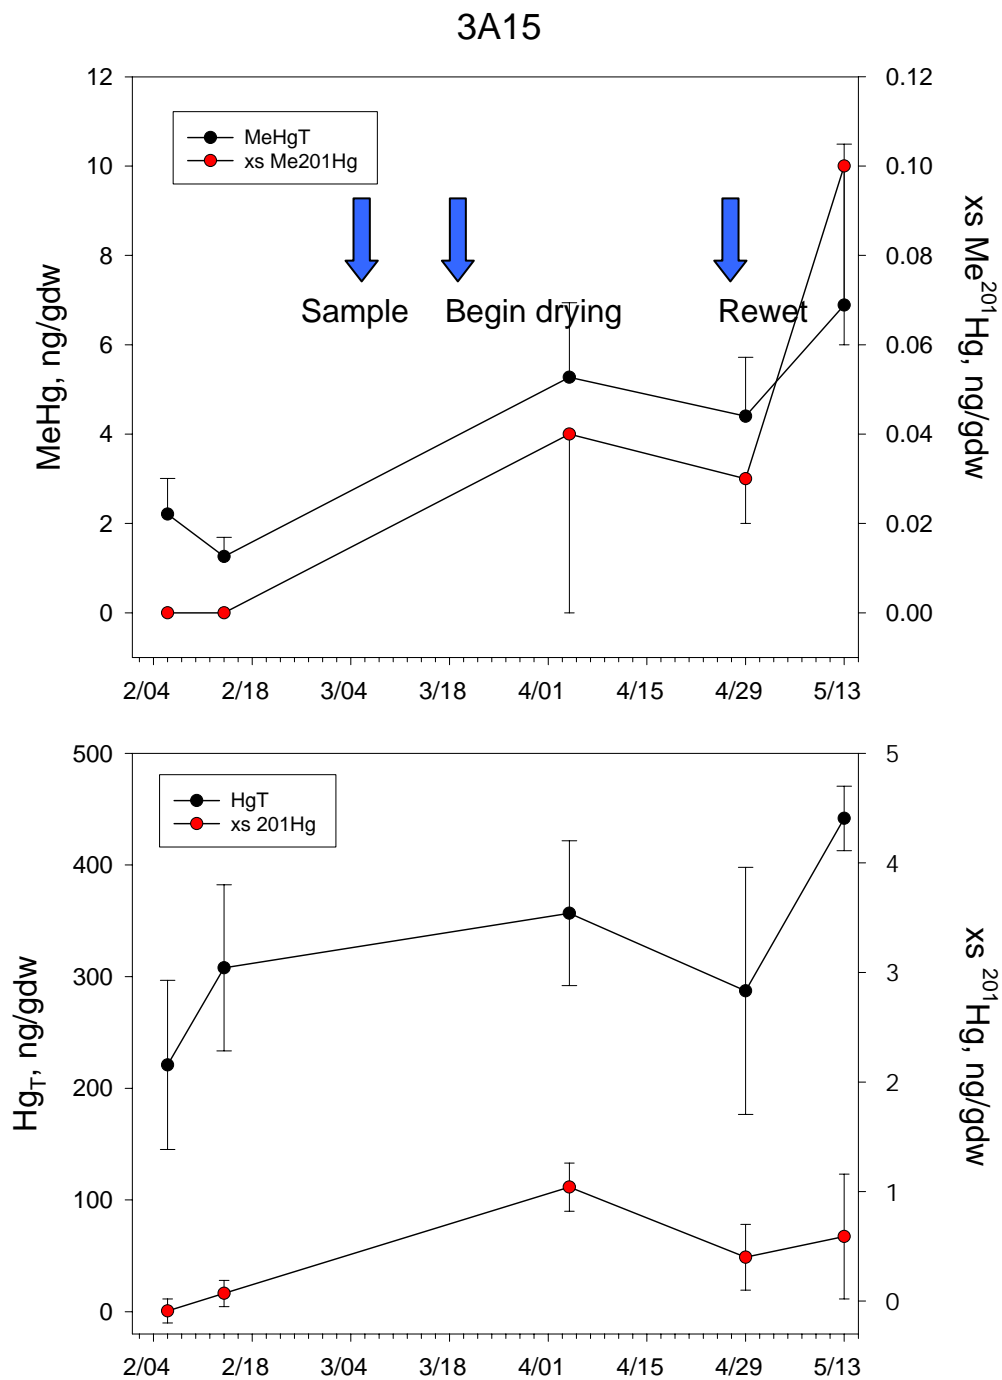 3A15
12
10
8
6
4
2
0
MeHg, ng/gdw
MeHgT
xs Me201Hg
Sample
Begin drying
Rewet
0.12
0.10
0.08
0.06
0.04
0.02
0.00
xs Me²⁰¹Hg, ng/gdw
2/04 2/18 3/04 3/18 4/01 4/15 4/29 5/13
500
400
300
200
100
0
Hg_T, ng/gdw
HgT
xs 201Hg
5
4
3
2
1
0
xs ²⁰¹Hg, ng/gdw
2/04 2/18 3/04 3/18 4/01 4/15 4/29 5/13